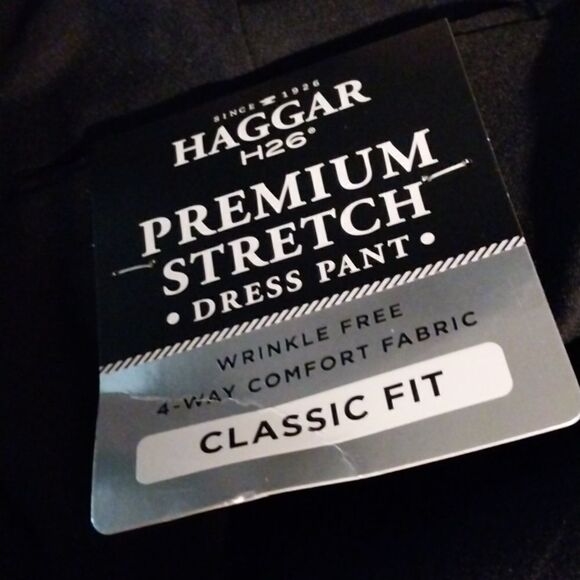 SINCE 1926
HAGGAR
H26®
PREMIUM
STRETCH
• DRESS PANT •
WRINKLE FREE
4-WAY COMFORT FABRIC
CLASSIC FIT